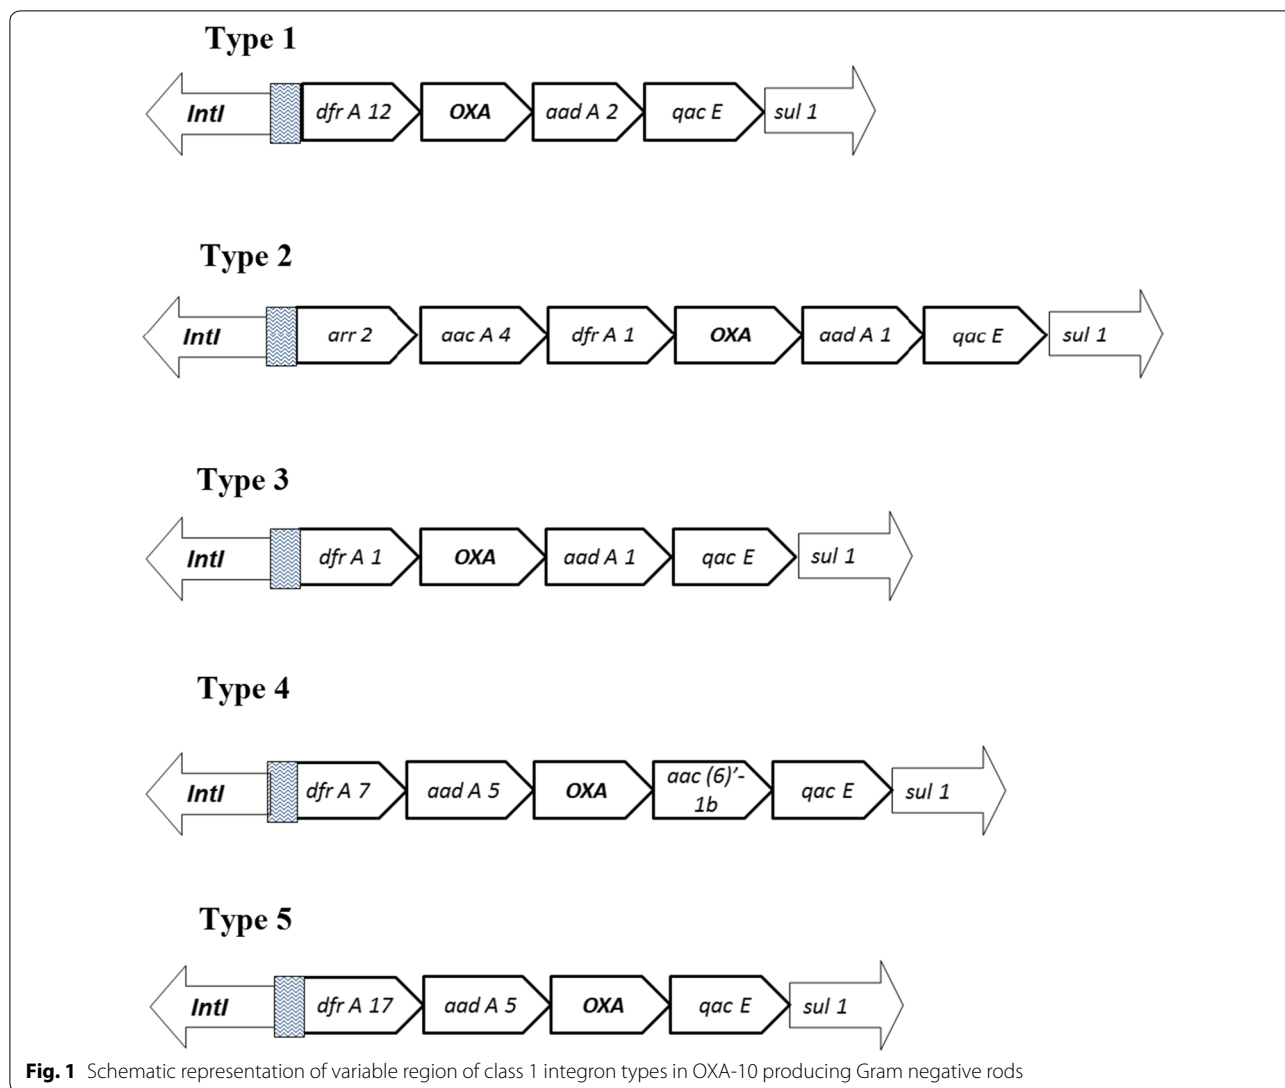 Type 1
IntI dfr A 12 OXA aad A 2 qac E sul 1
Type 2
IntI arr 2 aac A 4 dfr A 1 OXA aad A 1 qac E sul 1
Type 3
IntI dfr A 1 OXA aad A 1 qac E sul 1
Type 4
IntI dfr A 7 aad A 5 OXA aac (6)'- qac E sul 1
1b
Type 5
IntI dfr A 17 aad A 5 OXA qac E sul 1
Fig. 1 Schematic representation of variable region of class 1 integron types in OXA-10 producing Gram negative rods